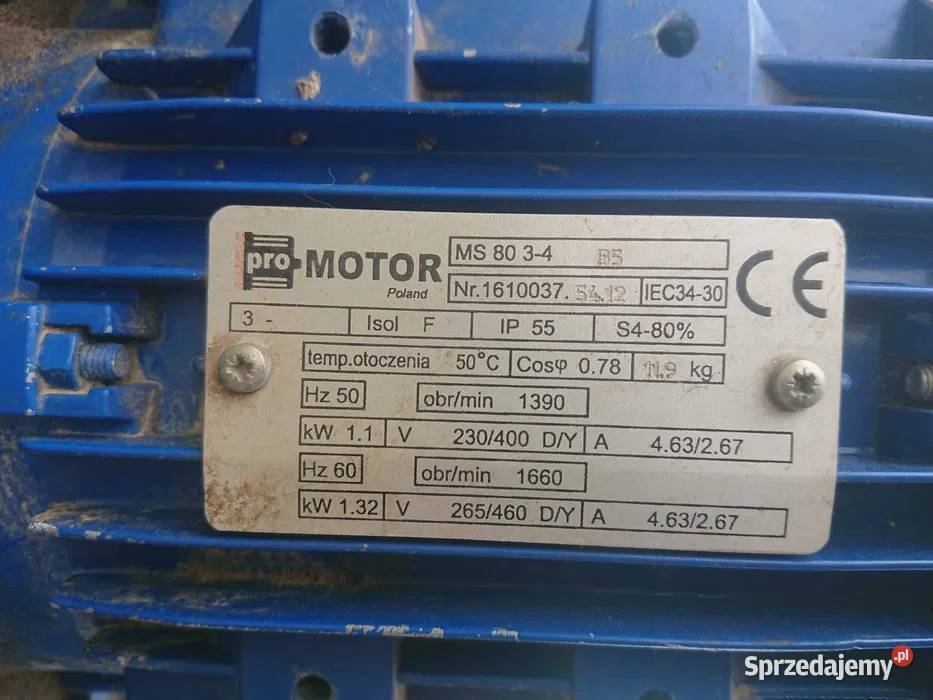 pro MOTOR
Poland
MS 80 3-4 B5
Nr.1610037. 54.12 IEC34-30
CE
3 - Isol F IP 55 S4-80%
temp.otoczenia 50°C Cosφ 0.78 11.9 kg
Hz 50 obr/min 1390
kW 1.1 V 230/400 D/Y A 4.63/2.67
Hz 60 obr/min 1660
kW 1.32 V 265/460 D/Y A 4.63/2.67
Sprzedajemy.pl